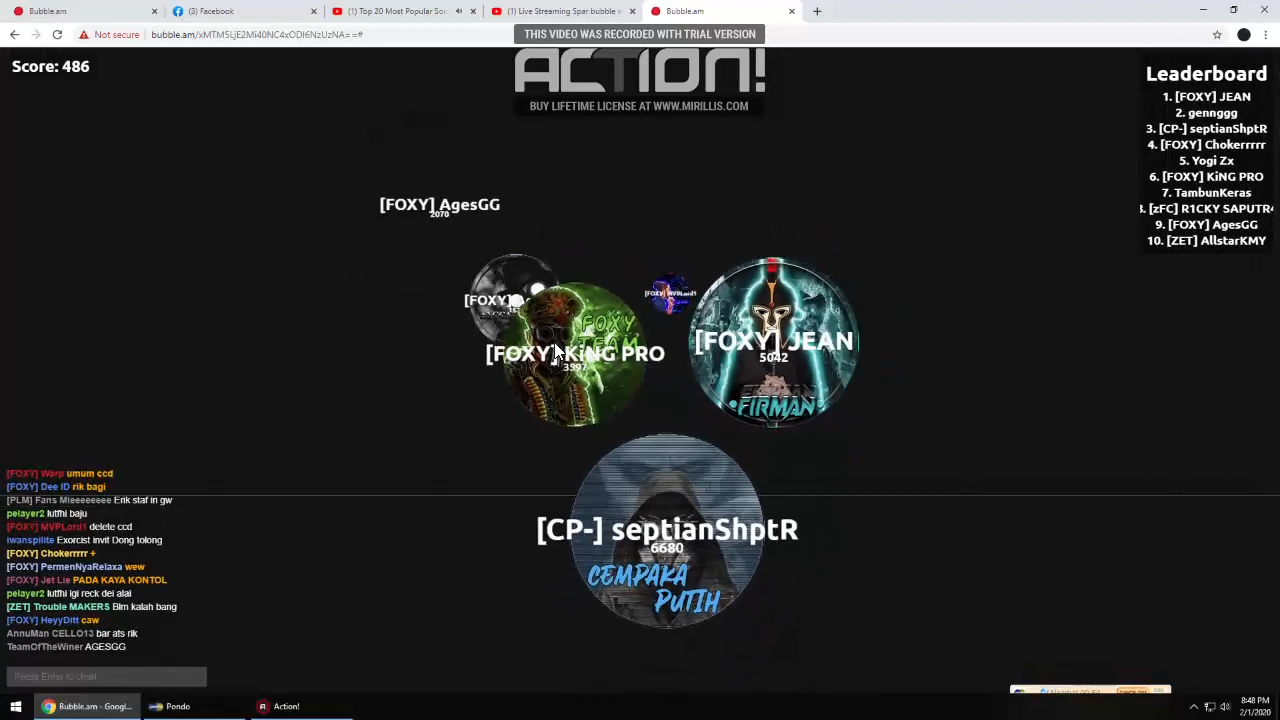 Bubble.am
(3) Facebook
(1) Top 20 Most Popular So
(1) Live Streaming Spar bubble in
Bubble.am
Not secure
bubble.am/xMTM5LjE2Mi40NC4xODI6NzUzNA==#
THIS VIDEO WAS RECORDED WITH TRIAL VERSION
ACTION!
BUY LIFETIME LICENSE AT WWW.MIRILLIS.COM
Score: 486
Leaderboard
1. [FOXY] JEAN
2. gennggg
3. [CP-] septianShptR
4. [FOXY] Chokerrrrr
5. Yogi Zx
6. [FOXY] KiNG PRO
7. TambunKeras
8. [zFC] R1CKY SAPUTR4
9. [FOXY] AgesGG
10. [ZET] AllstarKMY
[FOXY] AgesGG
2070
[FOXY]
[FOXY] MVPLord1
FOXY
TEAM
[FOXY] KiNG PRO
3597
[FOXY] JEAN
5042
FIRMAN
[CP-] septianShptR
6680
CEMPAKA
PUTIH
[FOXY] Warp umum ccd
[FOXY] Dee ID rik bagi
[PLM] Fans Mieeeeeeee Erik staf in gw
pelayer2 lutfhi baju
[FOXY] MVPLord1 delete ccd
iwanspilite Exorcist invit Dong tolong
[FOXY] Chokerrrrr +
[FOXY] PermenNyaRelaxa wew
[FOXY] Jet Lie PADA KAYA KONTOL
pelayer2 lutfhi lgi reck dei alai
[ZET] Trouble MAKERS Blm kalah bang
[FOXY] HeyyDitt caw
AnnuMan CELLO13 bar ats rik
TeamOfTheWiner AGESGG
Press Enter to chat
Bubble.am - Googl...
Pondo
Action!
8:48 PM
2/1/2020